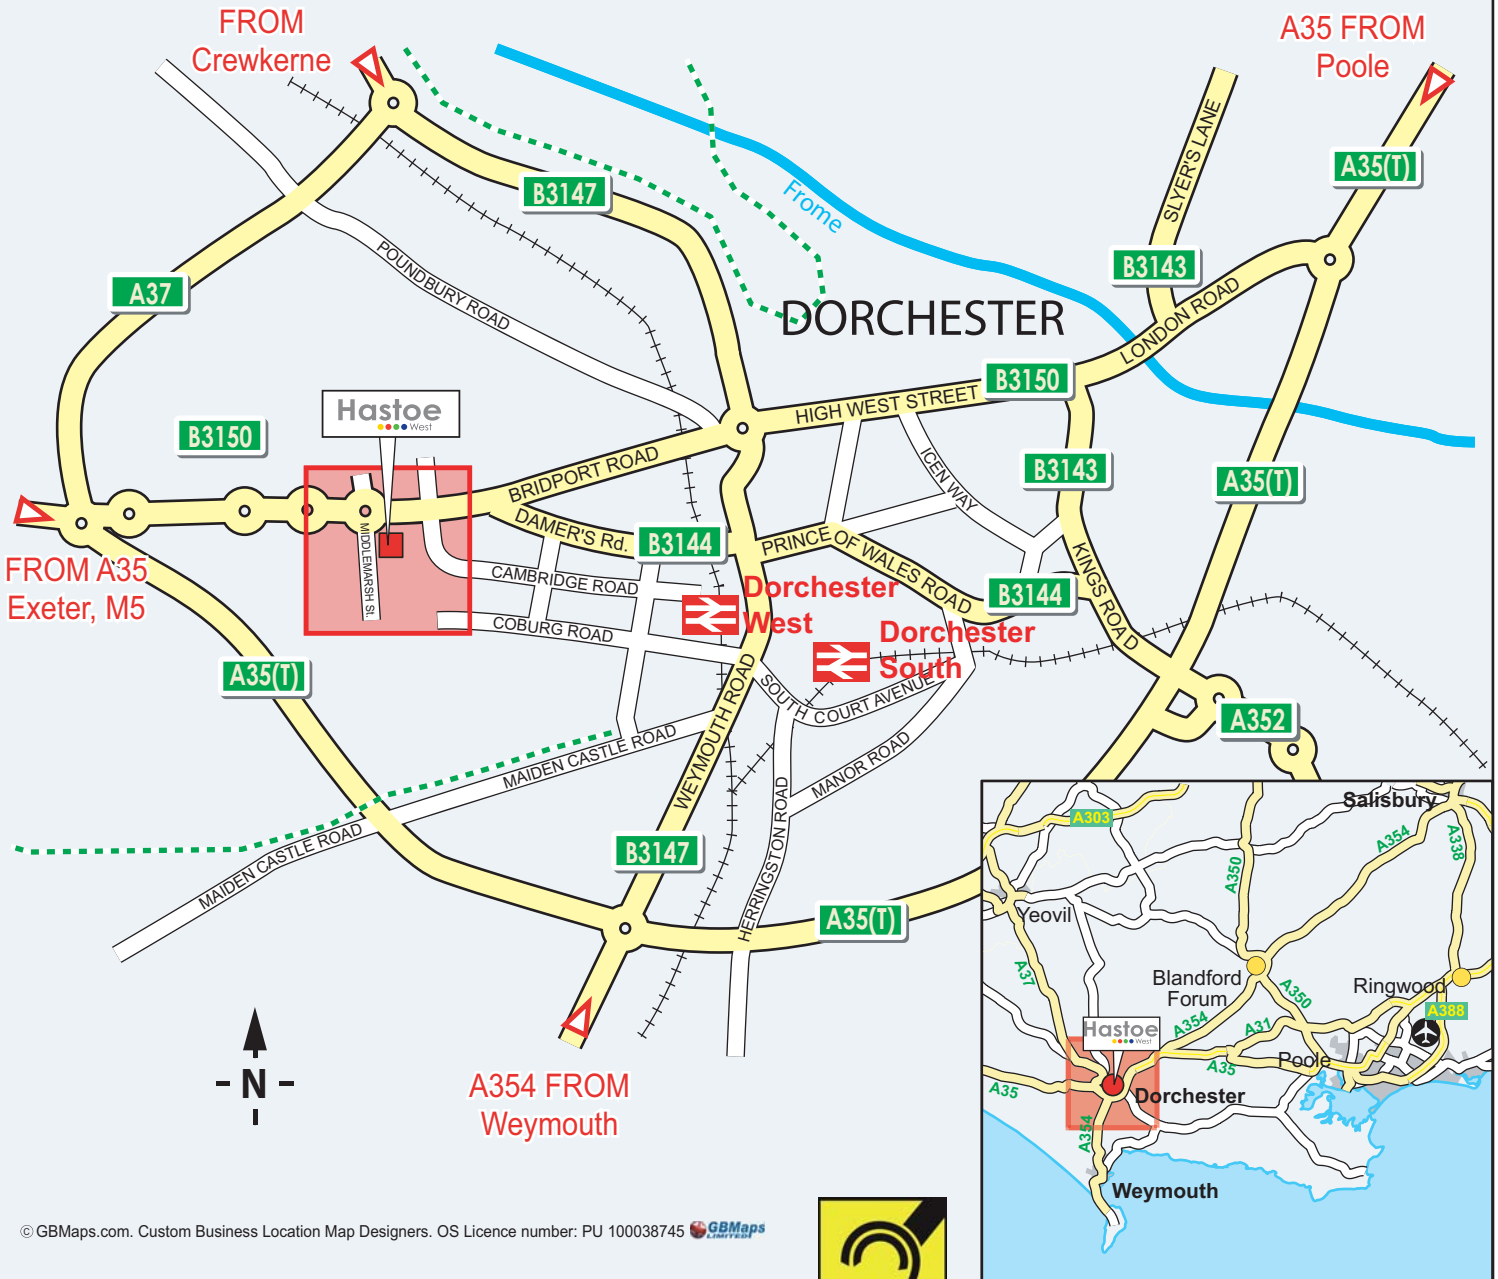 FROM
Crewkerne
A35 FROM
Poole
SLYER'S LANE
A35(T)
B3147
Frome
POUNDBURY ROAD
A37
B3143
DORCHESTER
LONDON ROAD
B3150
HIGH WEST STREET
Hastoe
West
B3150
BRIDPORT ROAD
ICEN WAY
B3143
A35(T)
DAMER'S Rd.
B3144
PRINCE OF WALES ROAD
MIDDLEMARSH St.
FROM A35
Exeter, M5
CAMBRIDGE ROAD
Dorchester
West
B3144
KINGS ROAD
COBURG ROAD
Dorchester
South
A35(T)
SOUTH COURT AVENUE
A352
WEYMOUTH ROAD
MAIDEN CASTLE ROAD
MANOR ROAD
HERRINGSTON ROAD
MAIDEN CASTLE ROAD
B3147
A35(T)
N
A354 FROM
Weymouth
A303
Salisbury
A354
A338
A350
Yeovil
A37
Blandford
Forum
A350
Ringwood
A388
Hastoe
West
A354
A31
A35
Poole
A35
Dorchester
A354
Weymouth
© GBMaps.com. Custom Business Location Map Designers. OS Licence number: PU 100038745
GBMaps
LIMITED